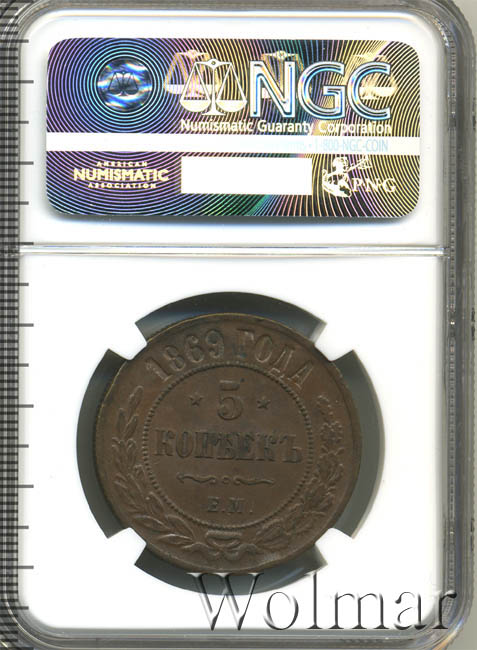 NGC
Numismatic Guaranty Corporation
1-800-NGC-COIN
AMERICAN
NUMISMATIC
ASSOCIATION
PNG
1869 ГОДА
5
КОПѢЕКЪ
Е.М.
Wolmar